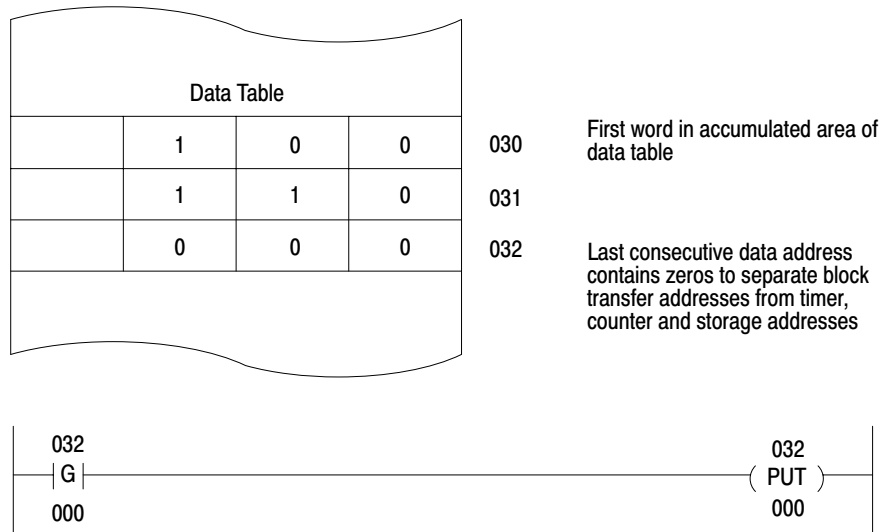 Data Table
1 0 0 030 First word in accumulated area of
data table
1 1 0 031
0 0 0 032 Last consecutive data address
contains zeros to separate block
transfer addresses from timer,
counter and storage addresses
032 032
G ( PUT )
000 000